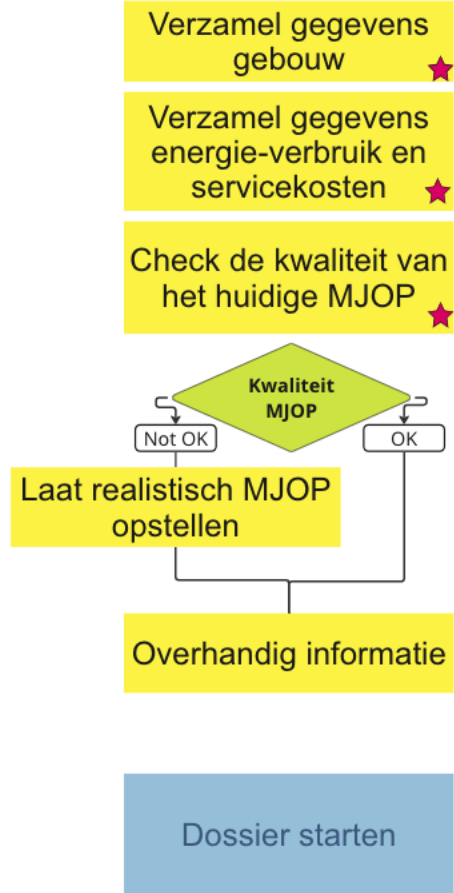 Verzamel gegevens
gebouw
Verzamel gegevens
energie-verbruik en
servicekosten
Check de kwaliteit van
het huidige MJOP
Kwaliteit
MJOP
Not OK
OK
Laat realistisch MJOP
opstellen
Overhandig informatie
Dossier starten